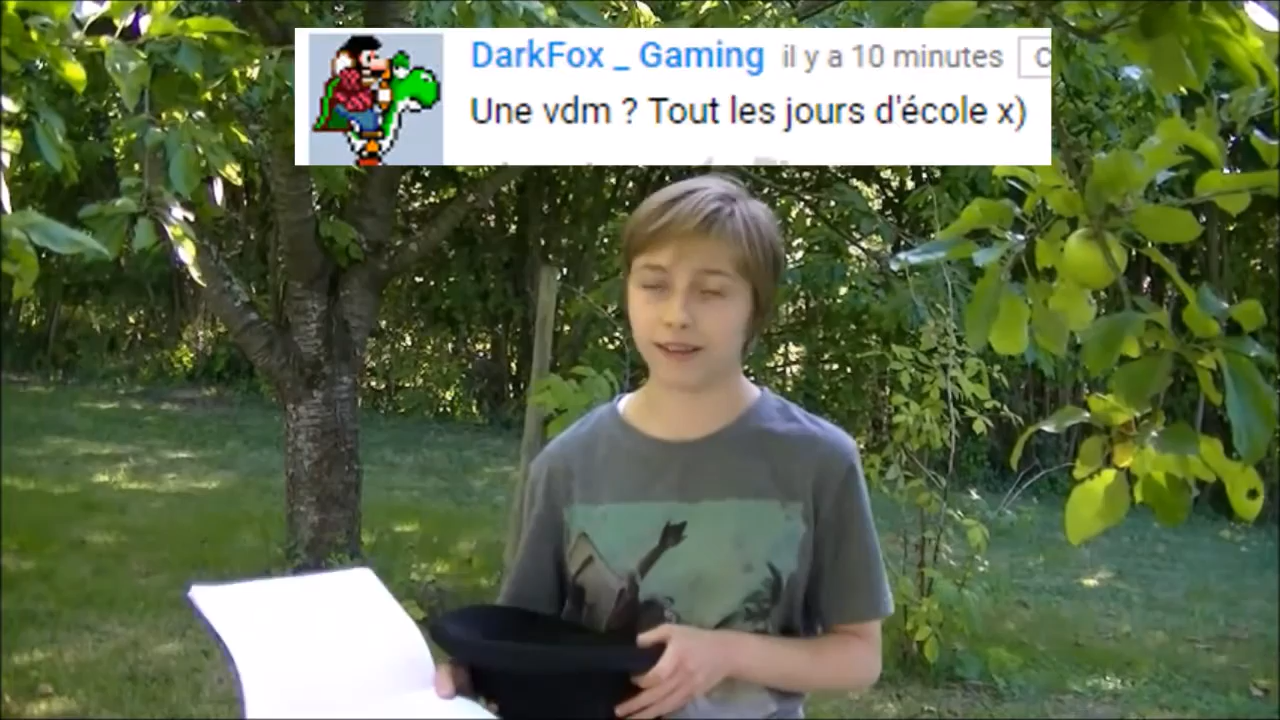 DarkFox _ Gaming il y a 10 minutes C
Une vdm ? Tout les jours d'école x)